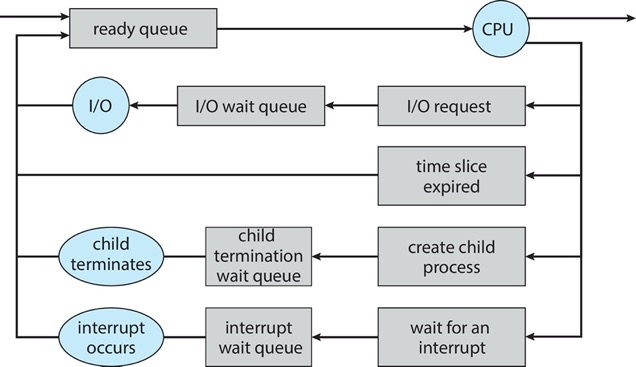 ready queue
CPU
I/O
I/O wait queue
I/O request
time slice
expired
child
terminates
child
termination
wait queue
create child
process
interrupt
occurs
interrupt
wait queue
wait for an
interrupt